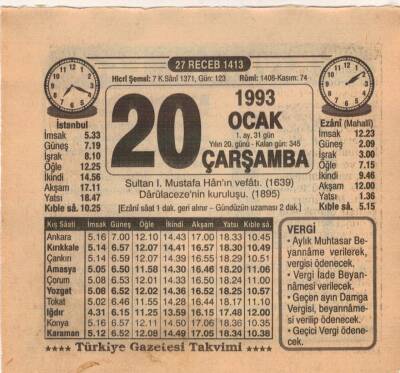 27 RECEB 1413
Hicrî Şemsî: 7 K.Sânî 1371, Gün: 123 Rûmî: 1408-Kasım: 74
20
1993
OCAK
1. ay, 31 gün
Yılın 20. günü - Kalan gün: 345
ÇARŞAMBA
İstanbul
İmsak 5.33
Güneş 7.19
İşrak 8.10
Öğle 12.25
İkindi 14.56
Akşam 17.11
Yatsı 18.47
Kıble sâ. 10.25
Ezânî (Mahallî)
İmsak 12.23
Güneş 2.09
İşrak 3.00
Öğle 7.15
İkindi 9.46
Akşam 12.00
Yatsı 1.36
Kıble sâ. 5.15
Sultan I. Mustafa Hân'ın vefâtı. (1639)
Dârülaceze'nin kuruluşu. (1895)
[Ezânî sâat 1 dak. geri alınır – Gündüzün uzaması 2 dak.]
Kış Sâati İmsak Güneş Öğle İkindi Akşam Yatsı Kıble s.
Ankara 5.16 7.00 12.10 14.43 17.00 18.33 10.45
Kırıkkale 5.14 6.57 12.07 14.41 16.57 18.30 10.49
Çankırı 5.14 6.59 12.07 14.39 16.55 18.29 10.51
Amasya 5.05 6.50 11.58 14.30 16.46 18.20 11.06
Çorum 5.08 6.53 12.01 14.33 16.50 18.24 11.00
Yozgat 5.06 6.52 12.02 14.36 16.52 18.25 10.57
Tokat 5.02 6.46 11.55 14.28 16.44 18.17 11.10
Iğdır 4.31 6.15 11.25 13.59 16.15 17.48 12.00
Konya 5.16 6.57 12.11 14.50 17.06 18.36 10.35
Karaman 5.12 6.52 12.08 14.49 17.05 18.34 10.38
VERGİ
• Aylık Muhtasar Be-
yannâme verilerek,
vergisi ödenecek.
• Vergi İade Beyan-
nâmesi verilecek.
• Geçen ayın Damga
Vergisi, beyannâme-
si verilip ödenecek.
• Geçici Vergi ödene-
cek.
★★★★ Türkiye Gazetesi Takvimi ★★★★